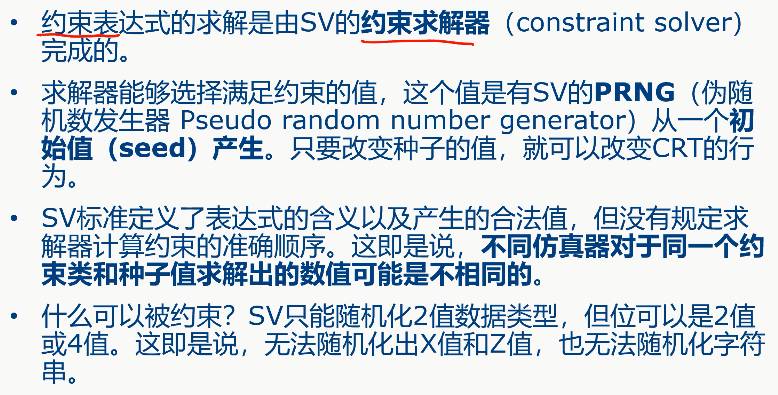 • 约束表达式的求解是由SV的约束求解器（constraint solver）
完成的。
• 求解器能够选择满足约束的值，这个值是有SV的PRNG（伪随
机数发生器 Pseudo random number generator）从一个初
始值（seed）产生。只要改变种子的值，就可以改变CRT的行
为。
• SV标准定义了表达式的含义以及产生的合法值，但没有规定求
解器计算约束的准确顺序。这即是说，不同仿真器对于同一个约
束类和种子值求解出的数值可能是不相同的。
• 什么可以被约束？SV只能随机化2值数据类型，但位可以是2值
或4值。这即是说，无法随机化出X值和Z值，也无法随机化字符
串。